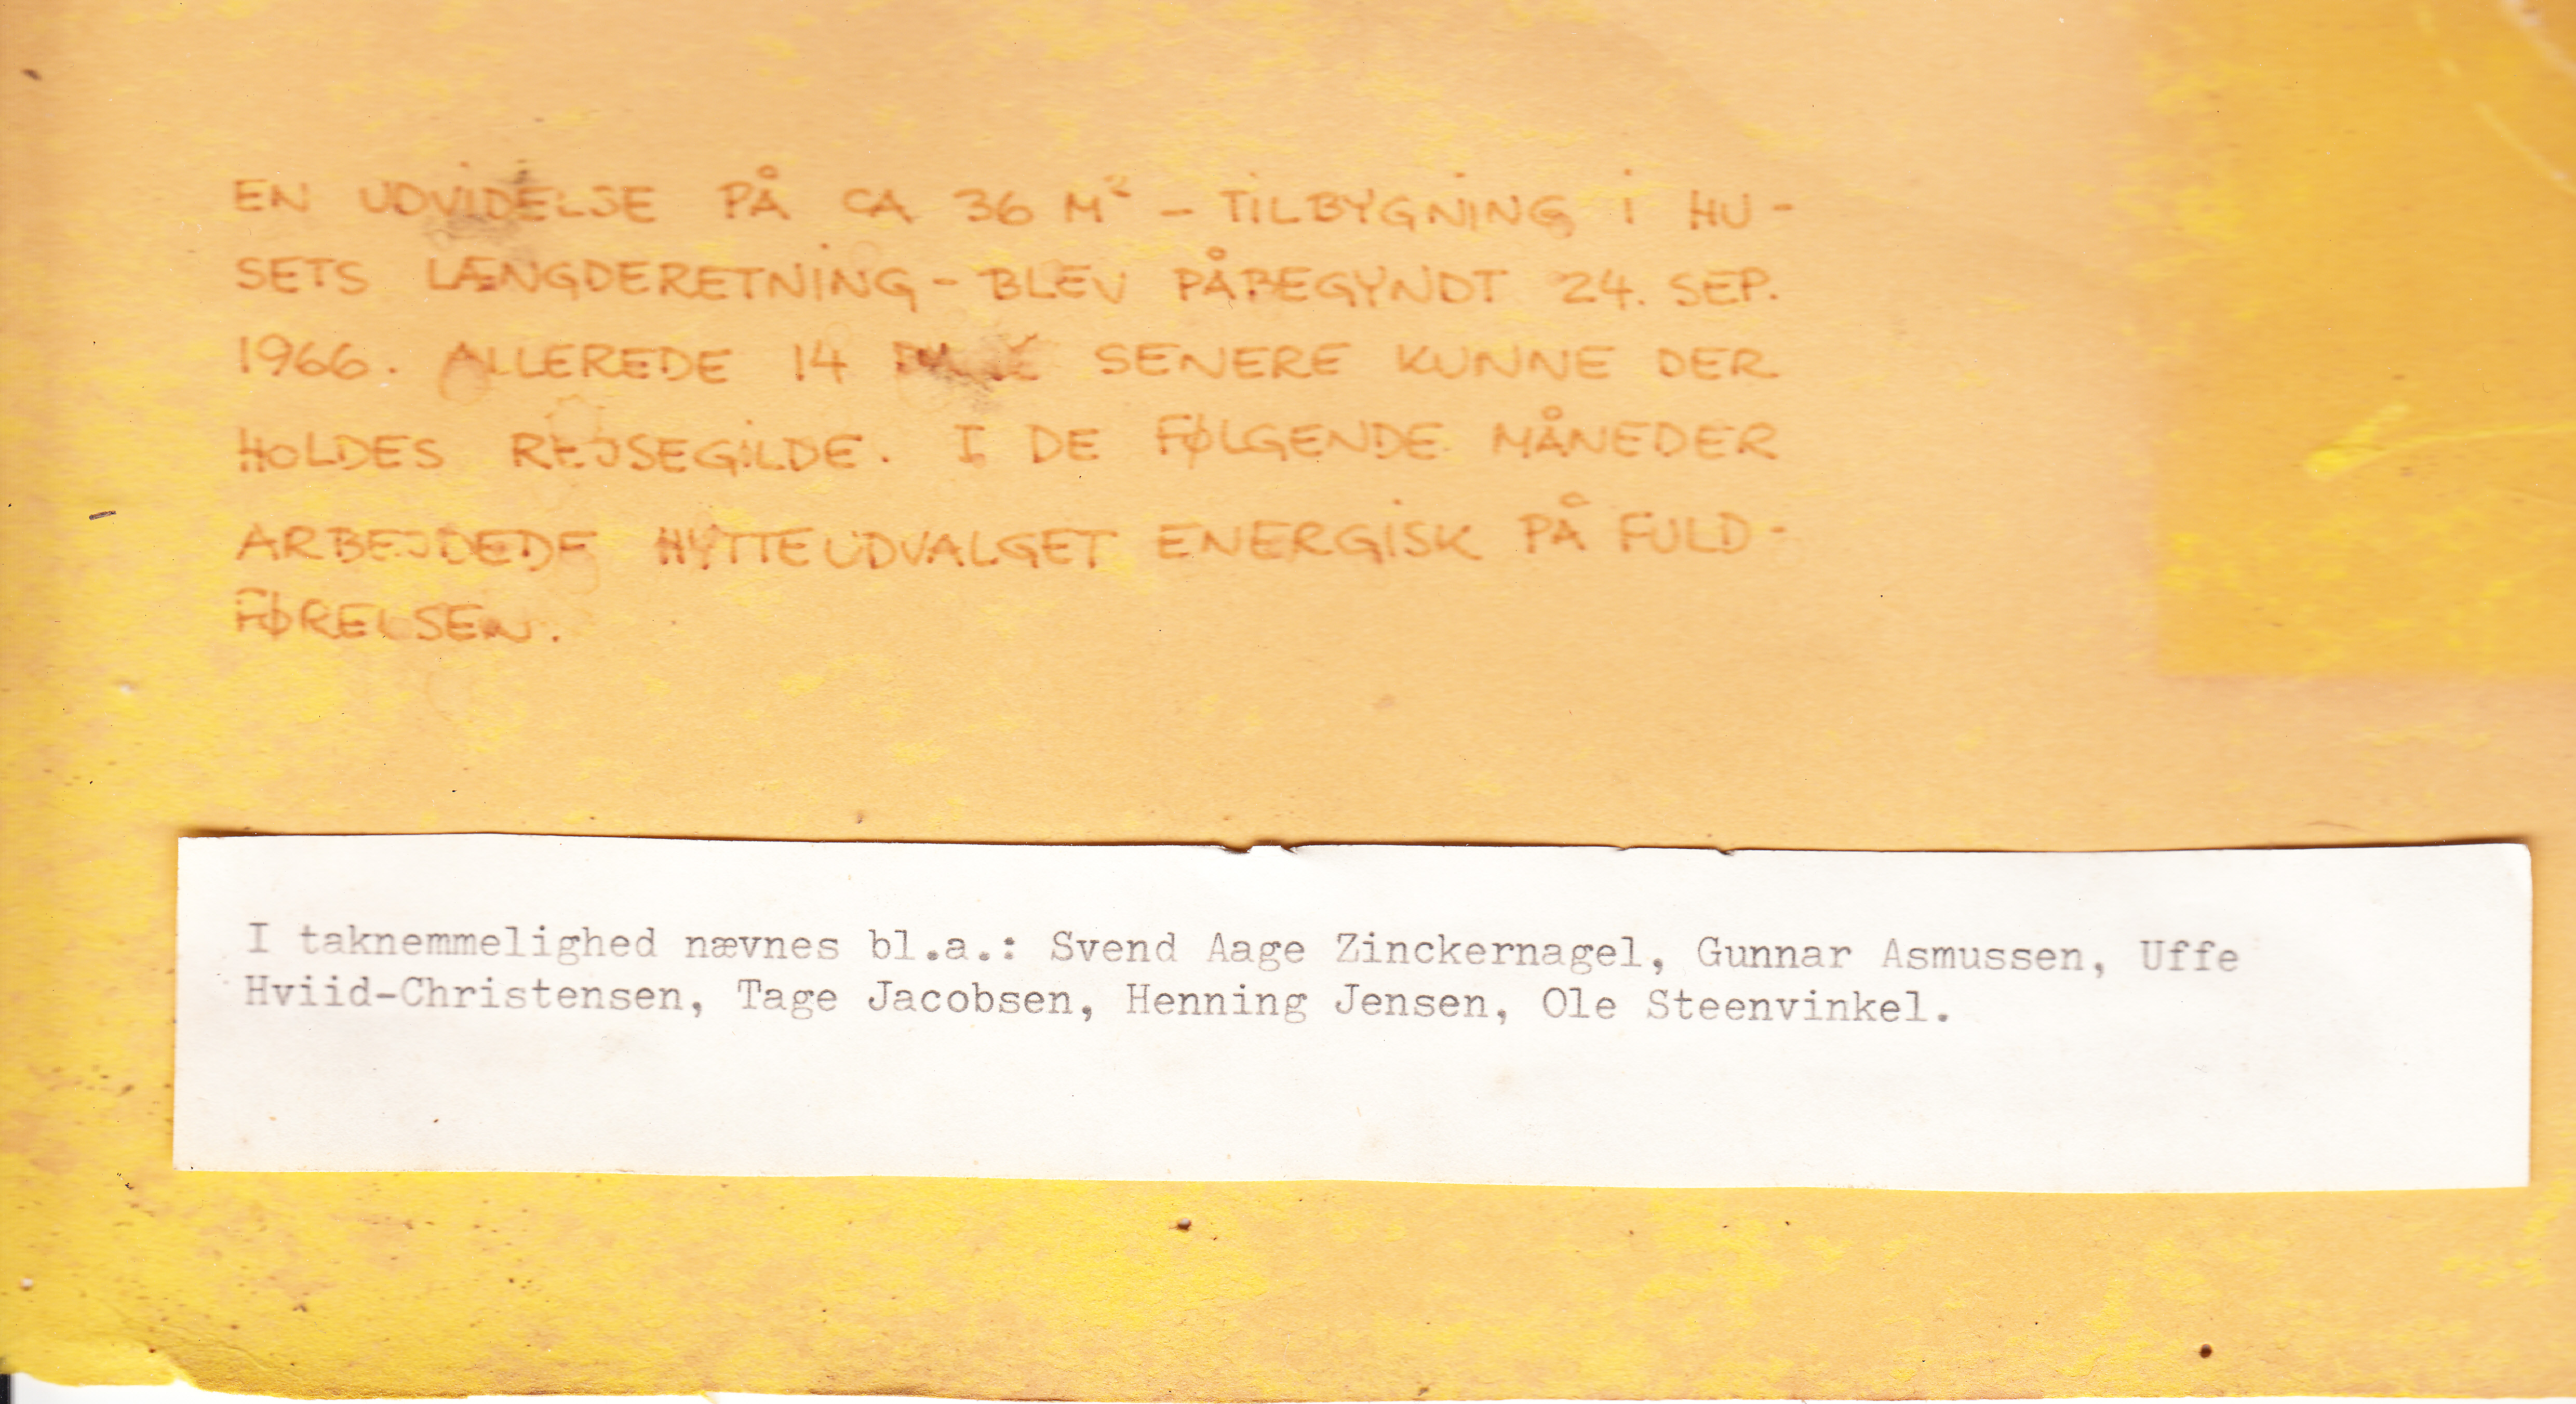 EN UDVIDELSE PÅ CA 36 M² - TILBYGNING I HU-
SETS LÆNGDERETNING - BLEV PÅBEGYNDT 24. SEP.
1966. ALLEREDE 14 SENERE KUNNE DER
HOLDES REJSEGILDE. I DE FØLGENDE MÅNEDER
ARBEJDEDE HYTTEUDVALGET ENERGISK PÅ FULD-
FØRELSEN.
I taknemmelighed nævnes bl.a.: Svend Aage Zinckernagel, Gunnar Asmussen, Uffe
Hviid-Christensen, Tage Jacobsen, Henning Jensen, Ole Steenvinkel.